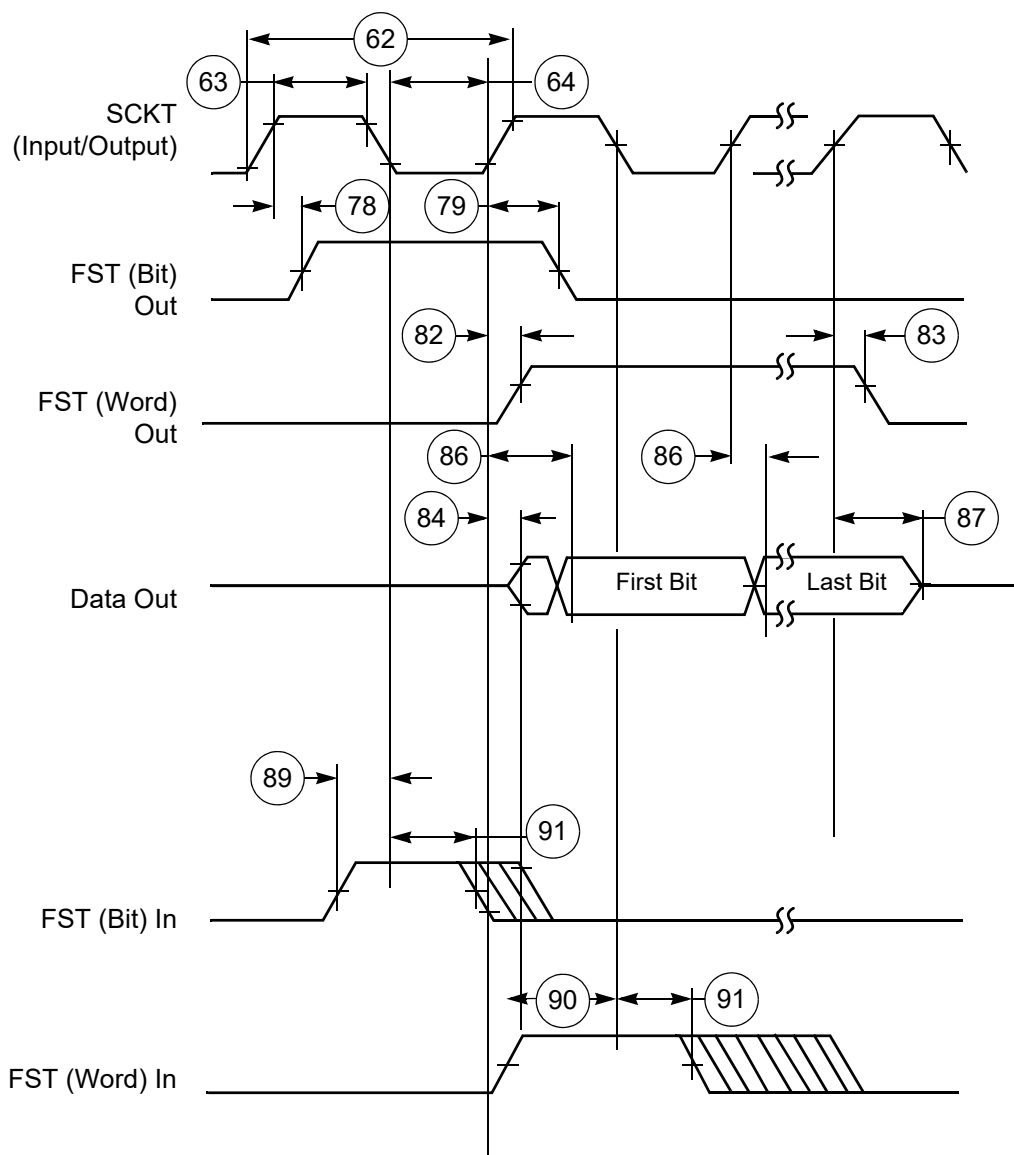 62
63
64
SCKT
(Input/Output)
78
79
FST (Bit)
Out
82
83
FST (Word)
Out
86
86
84
87
First Bit
Last Bit
Data Out
89
91
FST (Bit) In
90
91
FST (Word) In